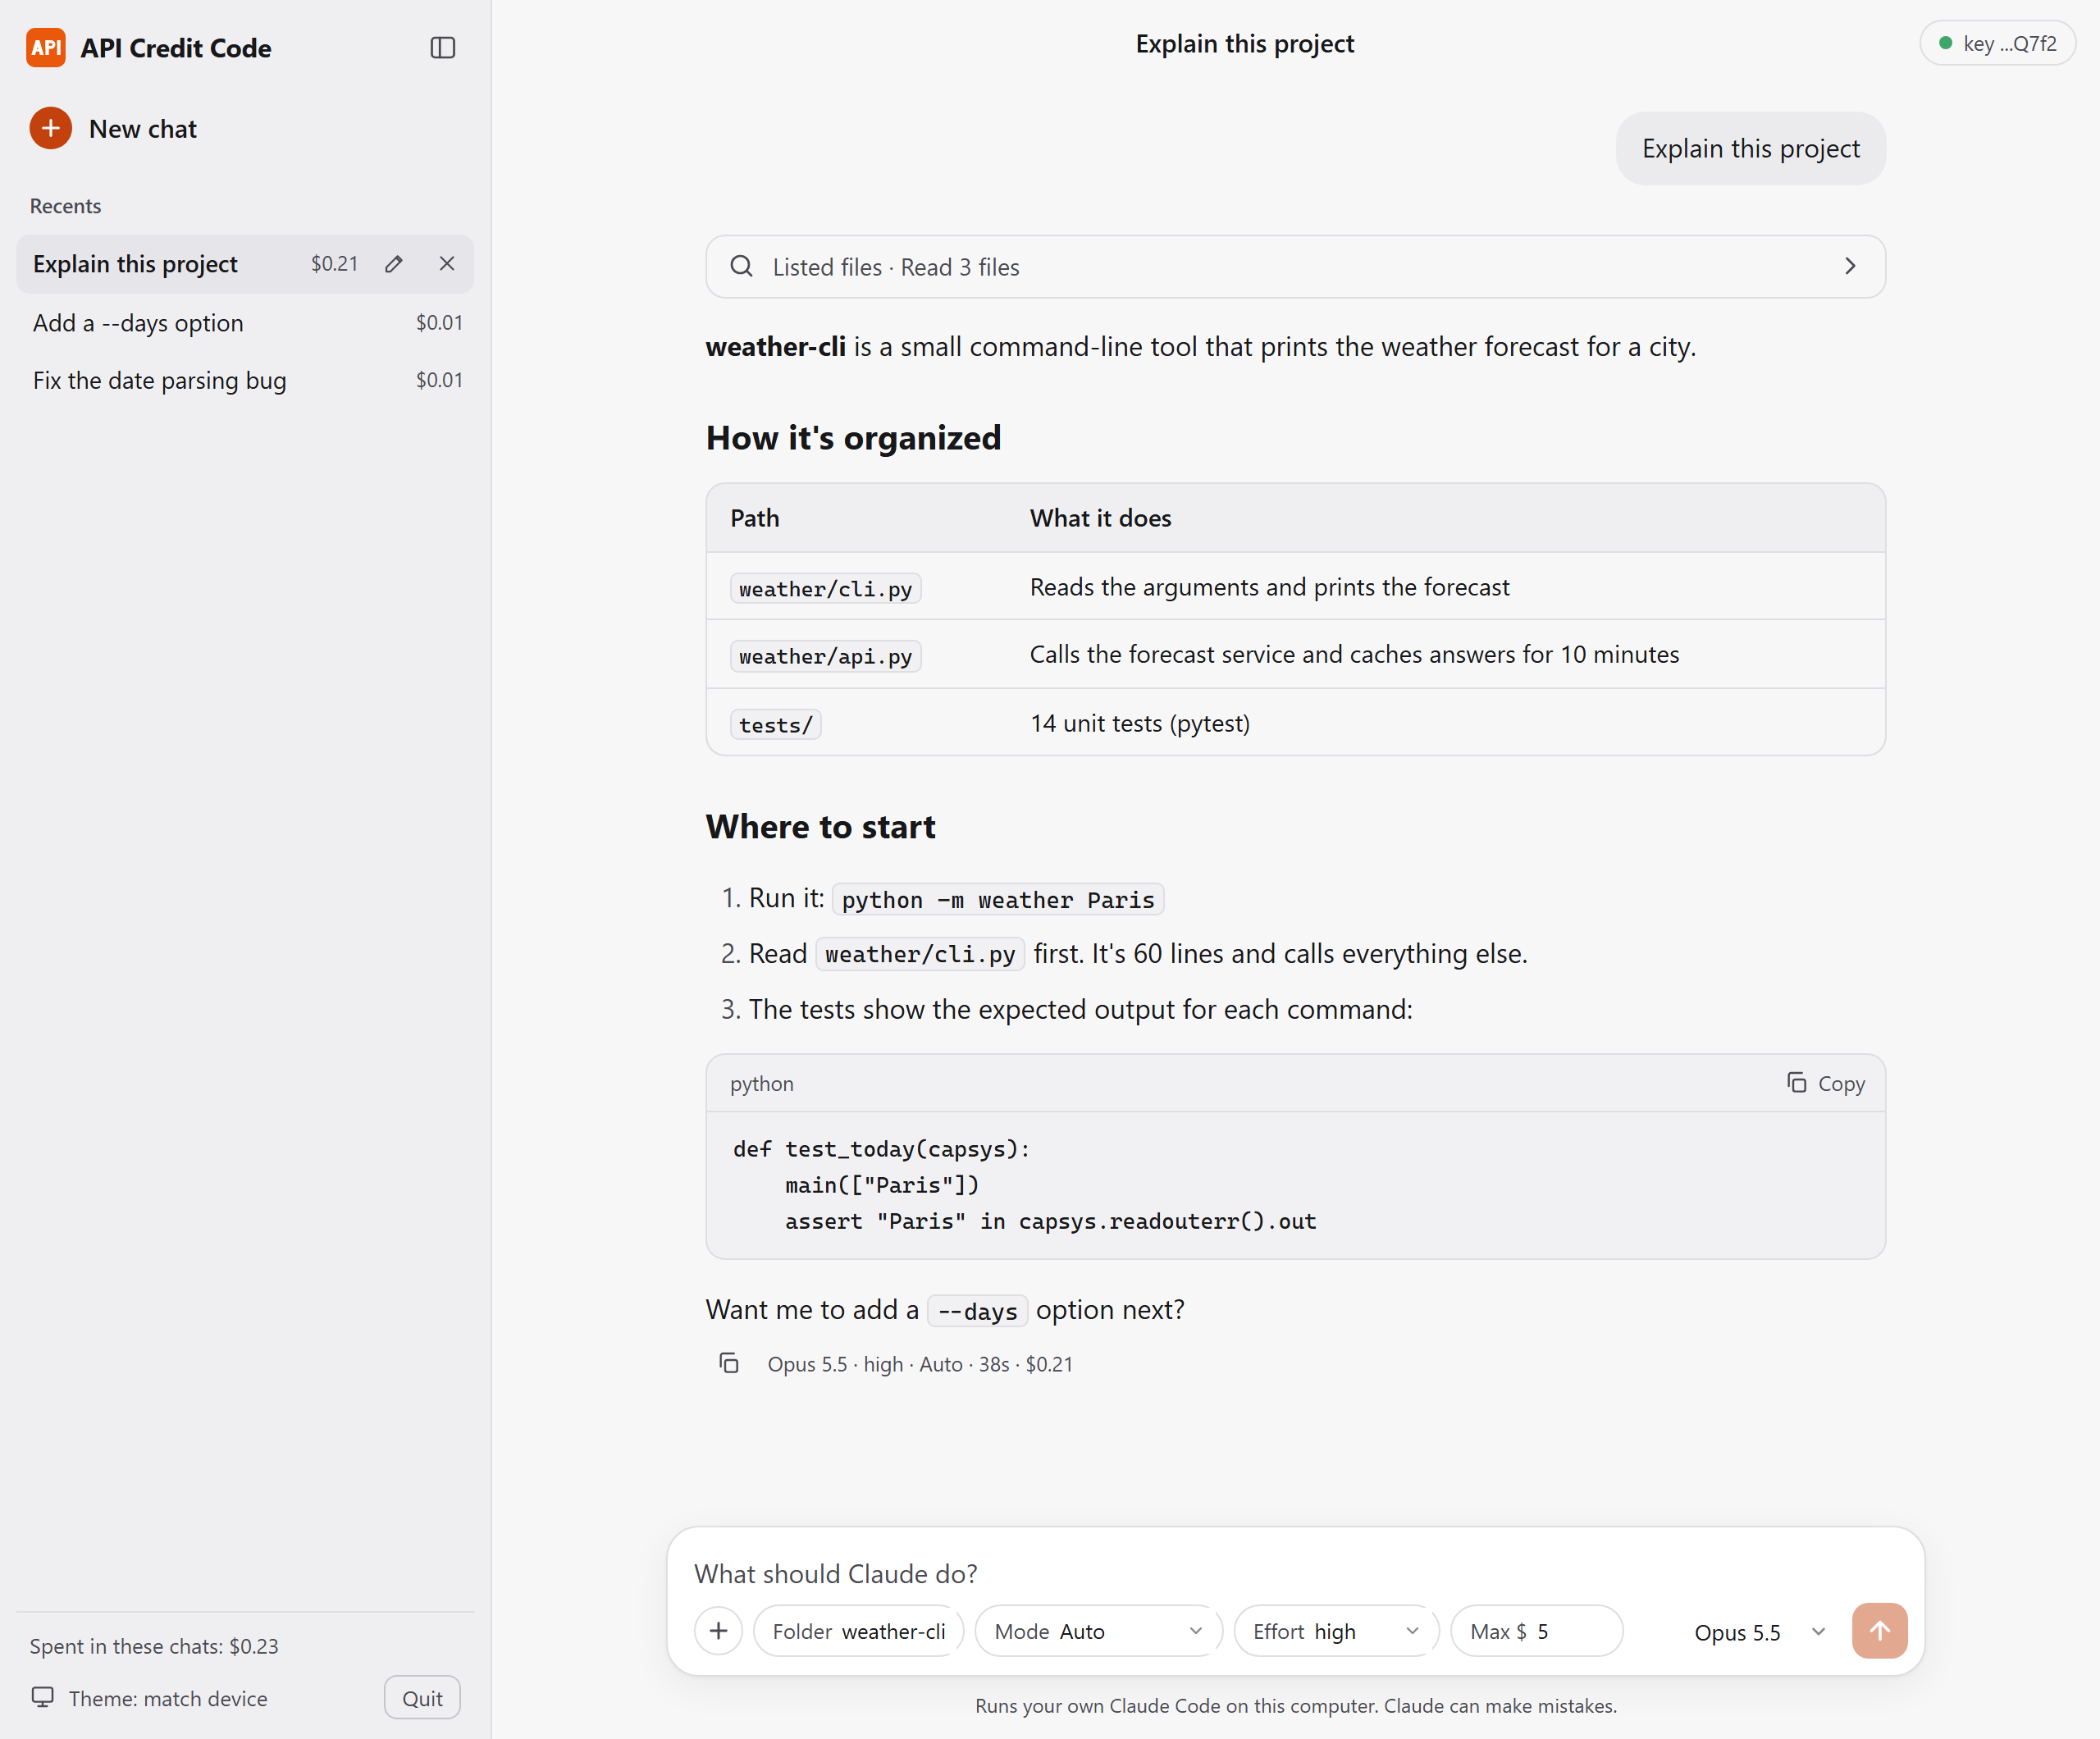 API API Credit Code
New chat
Recents
Explain this project $0.21
Add a --days option $0.01
Fix the date parsing bug $0.01
Spent in these chats: $0.23
Theme: match device Quit
Explain this project
key ...Q7f2
Explain this project
Listed files · Read 3 files
weather-cli is a small command-line tool that prints the weather forecast for a city.
How it's organized
Path What it does
weather/cli.py Reads the arguments and prints the forecast
weather/api.py Calls the forecast service and caches answers for 10 minutes
tests/ 14 unit tests (pytest)
Where to start
1. Run it: python -m weather Paris
2. Read weather/cli.py first. It's 60 lines and calls everything else.
3. The tests show the expected output for each command:
python Copy
def test_today(capsys):
    main(["Paris"])
    assert "Paris" in capsys.readouterr().out
Want me to add a --days option next?
Opus 5.5 · high · Auto · 38s · $0.21
What should Claude do?
Folder weather-cli Mode Auto Effort high Max $ 5 Opus 5.5
Runs your own Claude Code on this computer. Claude can make mistakes.